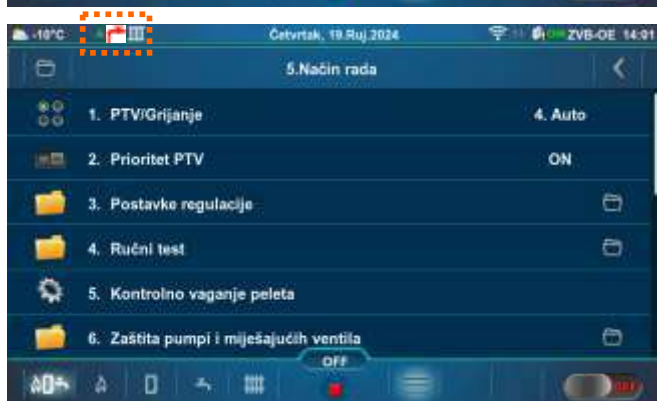 -10°C Četvrtak, 19.Ruj.2024 ZVB-OE 14:01
5.Način rada
1. PTV/Grijanje 4. Auto
2. Prioritet PTV ON
3. Postavke regulacije
4. Ručni test
5. Kontrolno vaganje peleta
6. Zaštita pumpi i miješajućih ventila
OFF
OFF